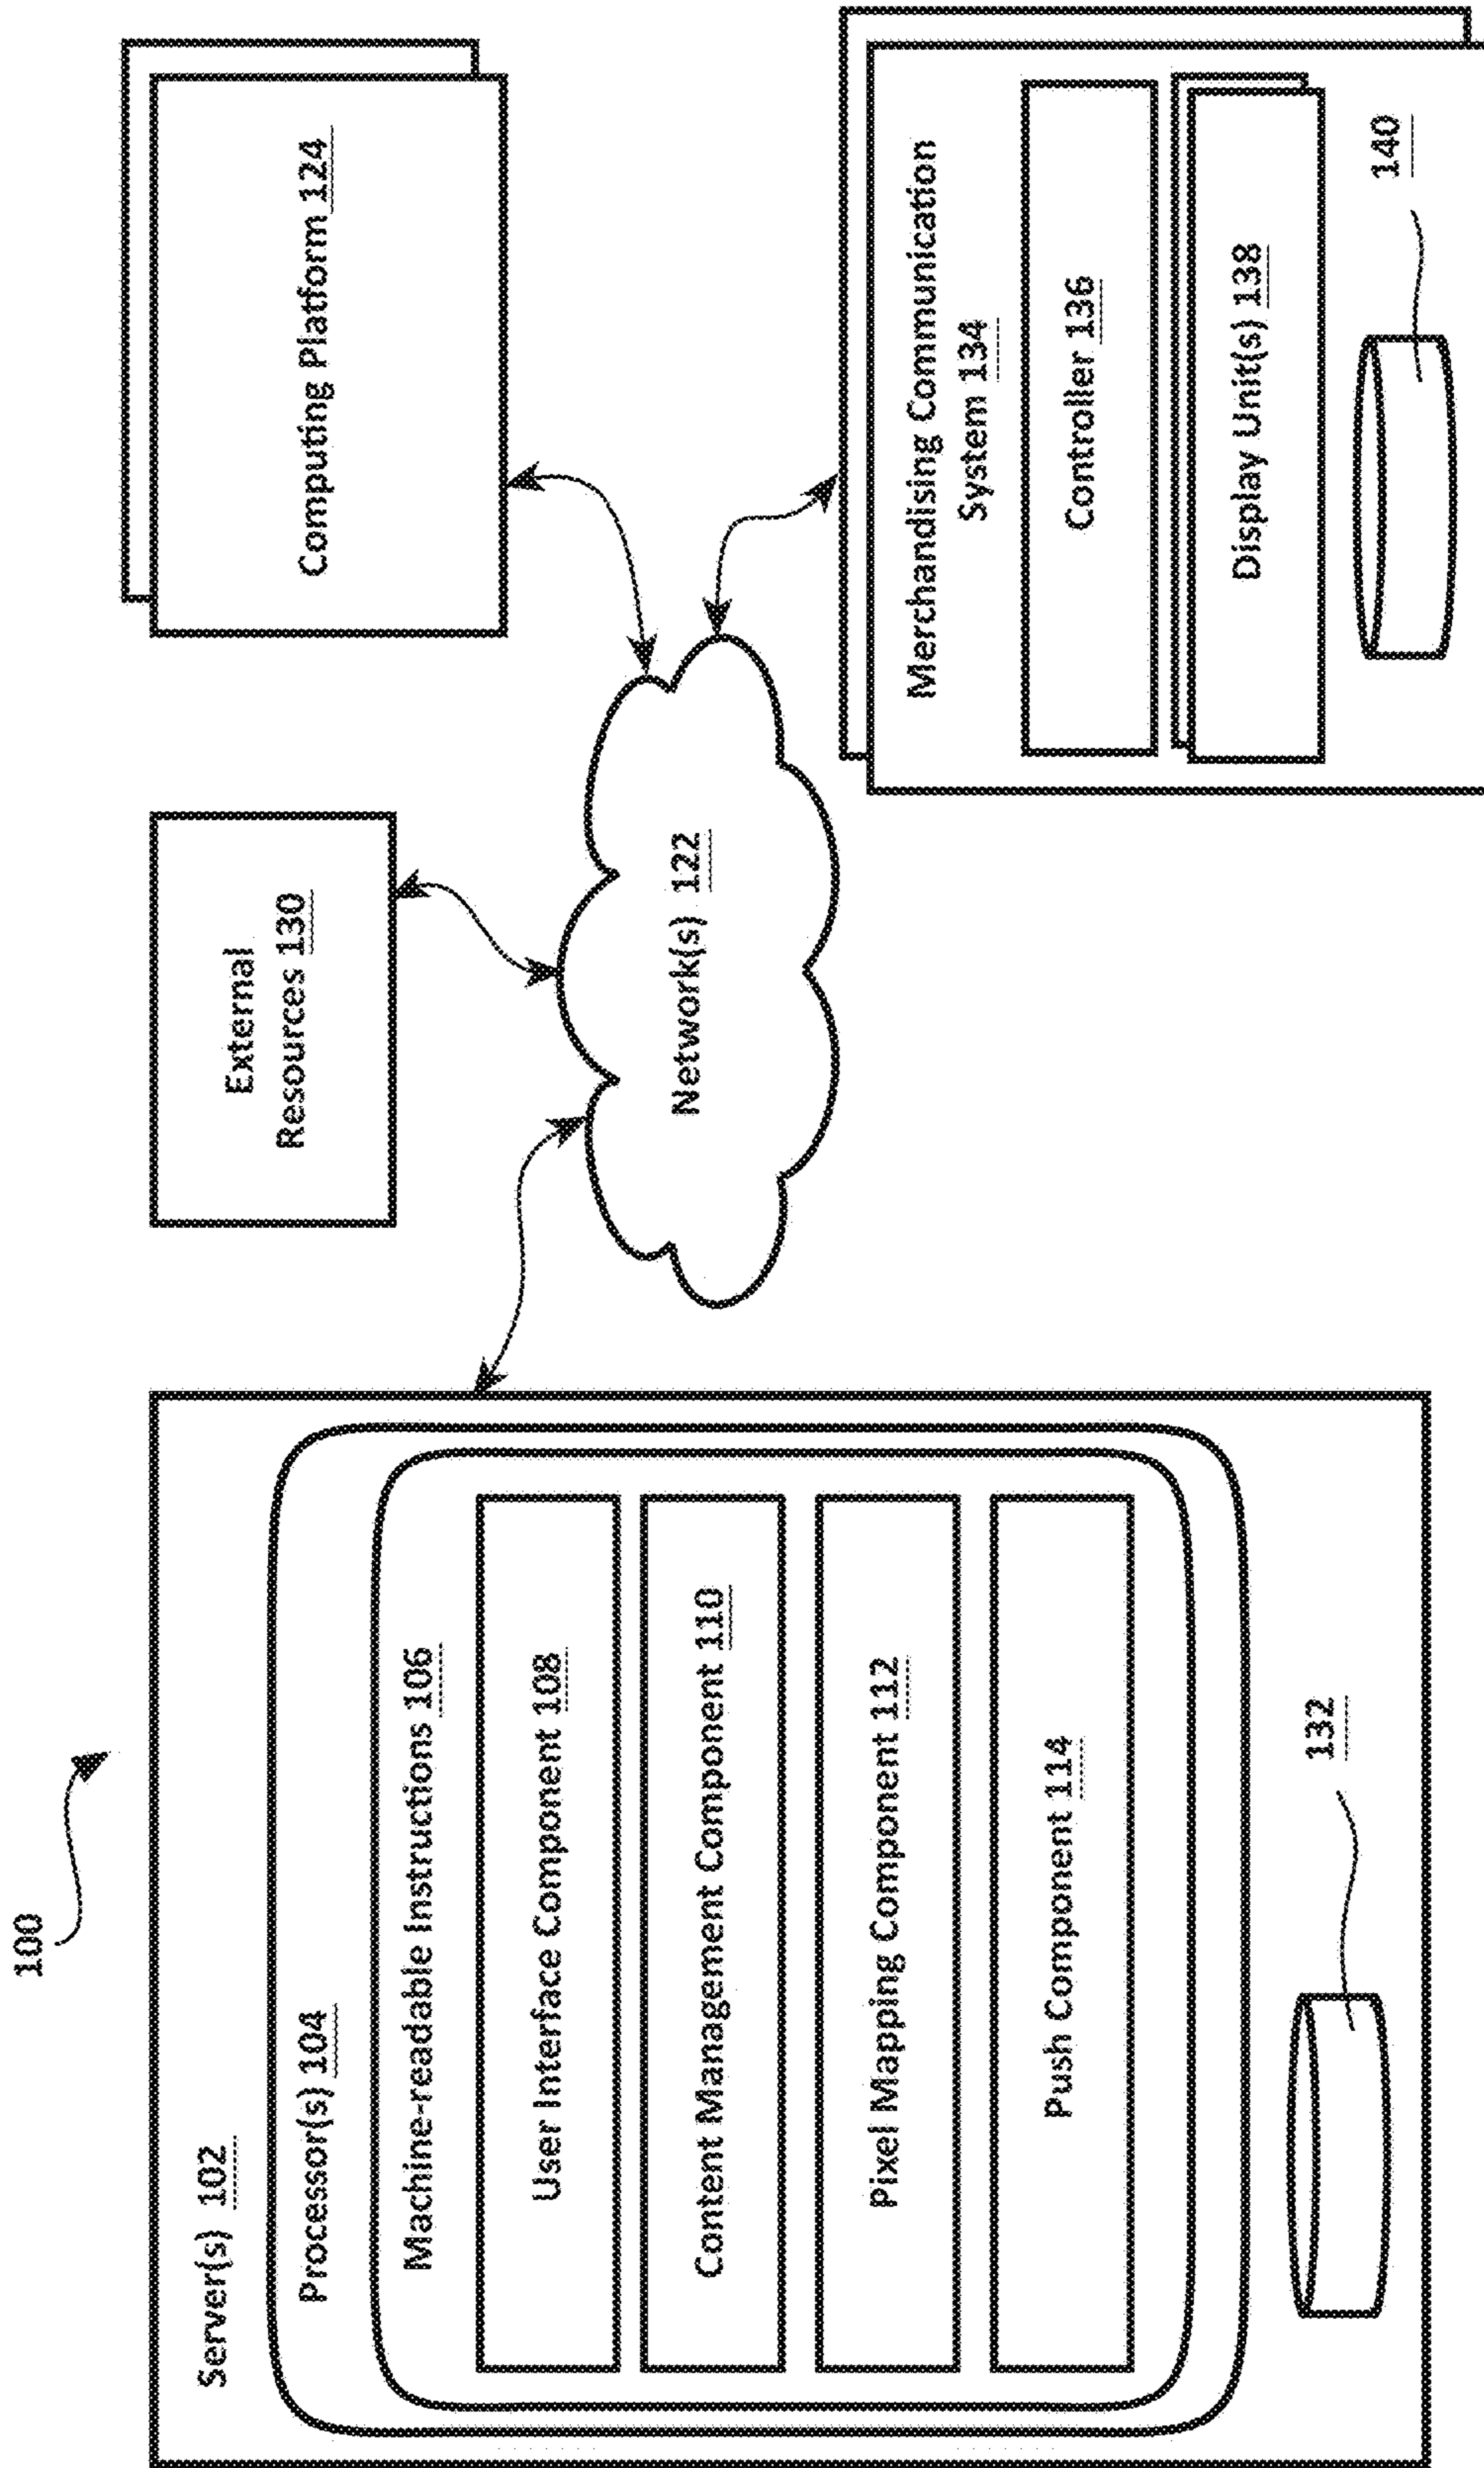 100
Server(s) 102
Processor(s) 104
Machine-readable Instructions 106
User Interface Component 108
Content Management Component 110
Pixel Mapping Component 112
Push Component 114
132
External
Resources 130
Network(s) 122
Computing Platform 124
Merchandising Communication
System 134
Controller 136
Display Unit(s) 138
140